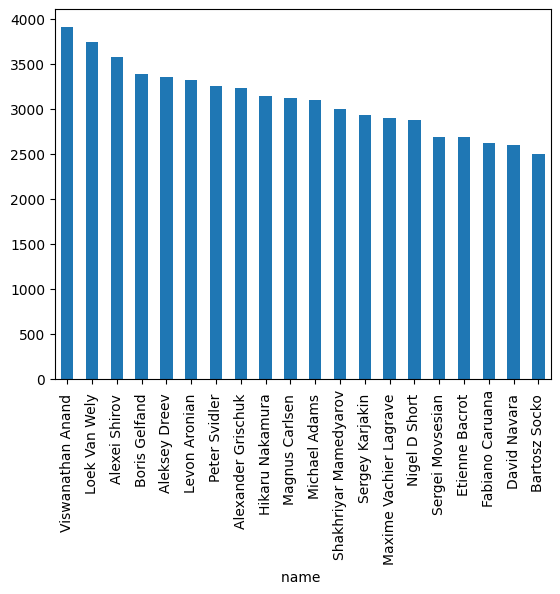 4000
3500
3000
2500
2000
1500
1000
500
0
Viswanathan Anand
Loek Van Wely
Alexei Shirov
Boris Gelfand
Aleksey Dreev
Levon Aronian
Peter Svidler
Alexander Grischuk
Hikaru Nakamura
Magnus Carlsen
Michael Adams
Shakhriyar Mamedyarov
Sergey Karjakin
Maxime Vachier Lagrave
Nigel D Short
Sergei Movsesian
Etienne Bacrot
Fabiano Caruana
David Navara
Bartosz Socko
name